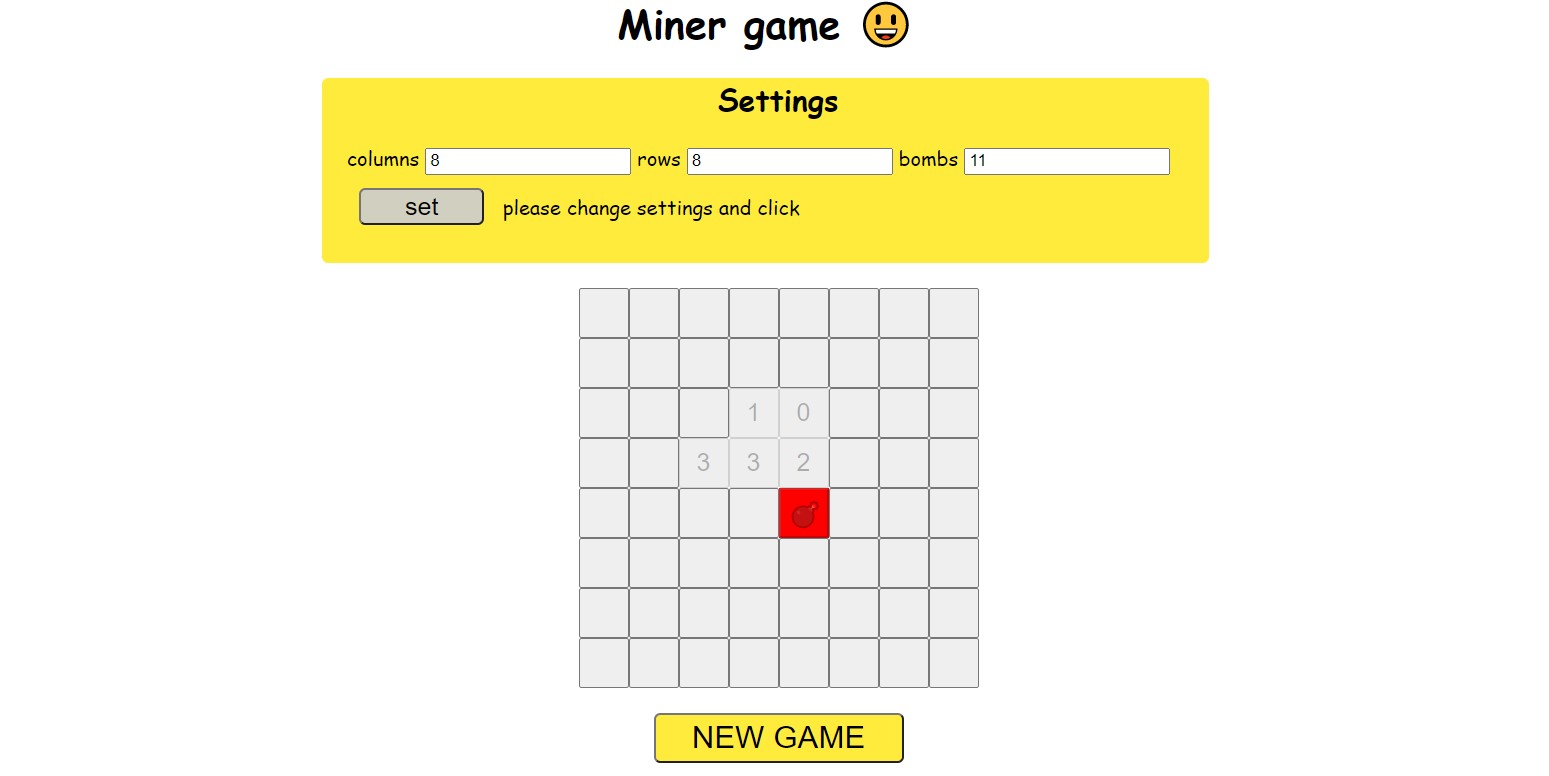 Miner game
Settings
columns 8 rows 8 bombs 11
set please change settings and click
1 0
3 3 2
NEW GAME